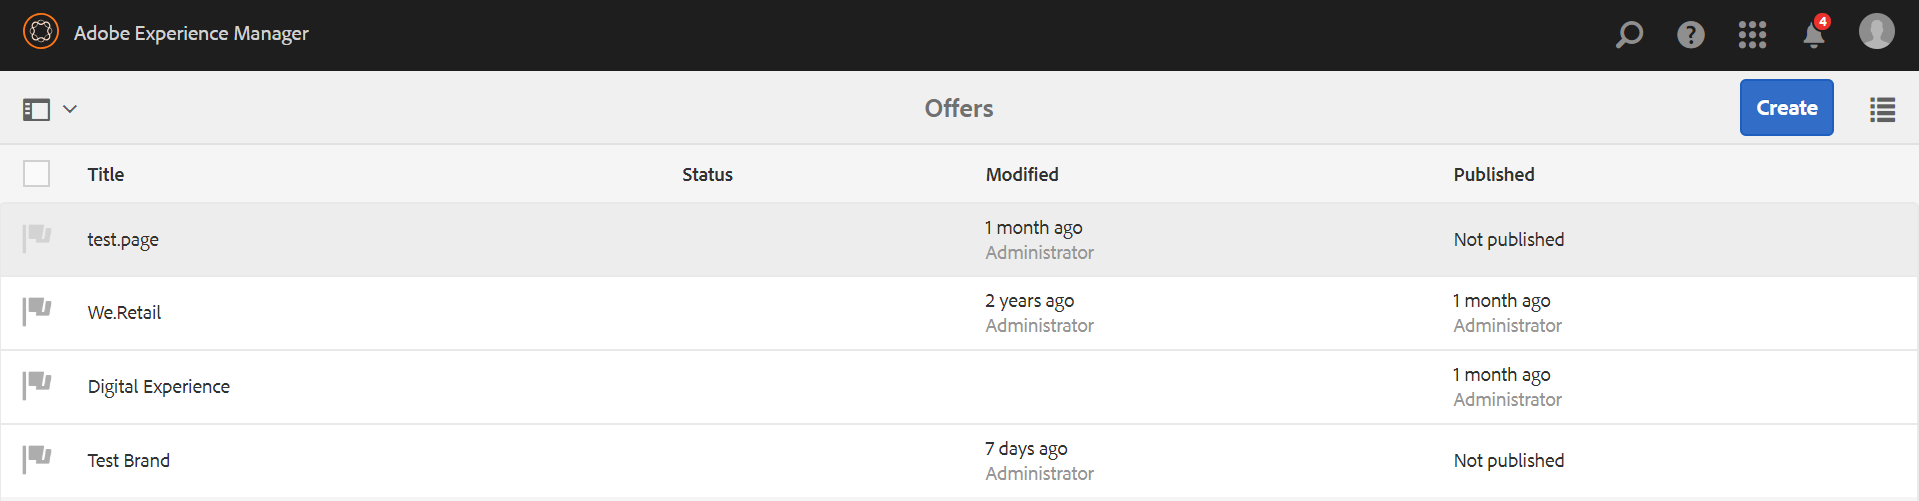 Adobe Experience Manager
4
Offers
Create
Title Status Modified Published
test.page 1 month ago Not published
Administrator
We.Retail 2 years ago 1 month ago
Administrator Administrator
Digital Experience 1 month ago
Administrator
Test Brand 7 days ago Not published
Administrator